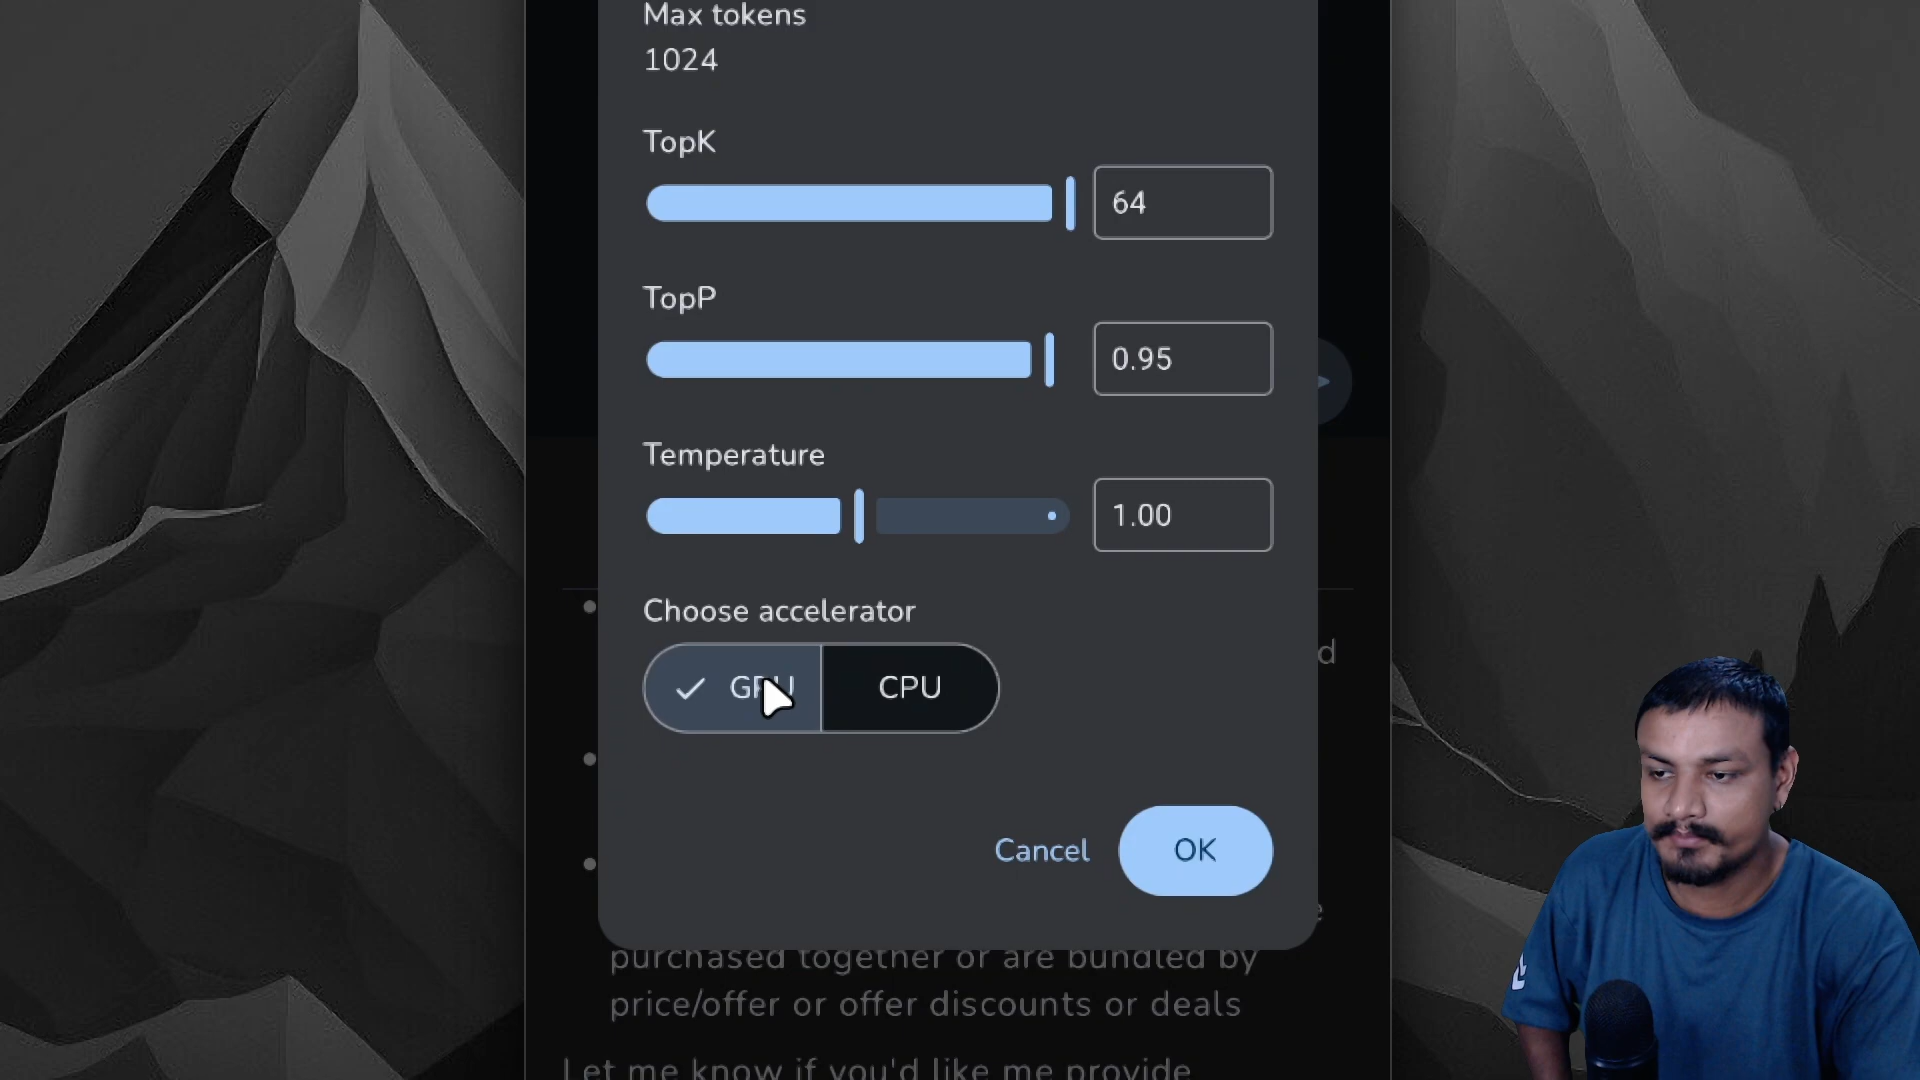 Max tokens
1024
TopK
64
TopP
0.95
Temperature
1.00
Choose accelerator
GPU
CPU
d
Cancel
OK
e
purchased together or are bundled by
price/offer or offer discounts or deals
Let me know if you'd like me provide